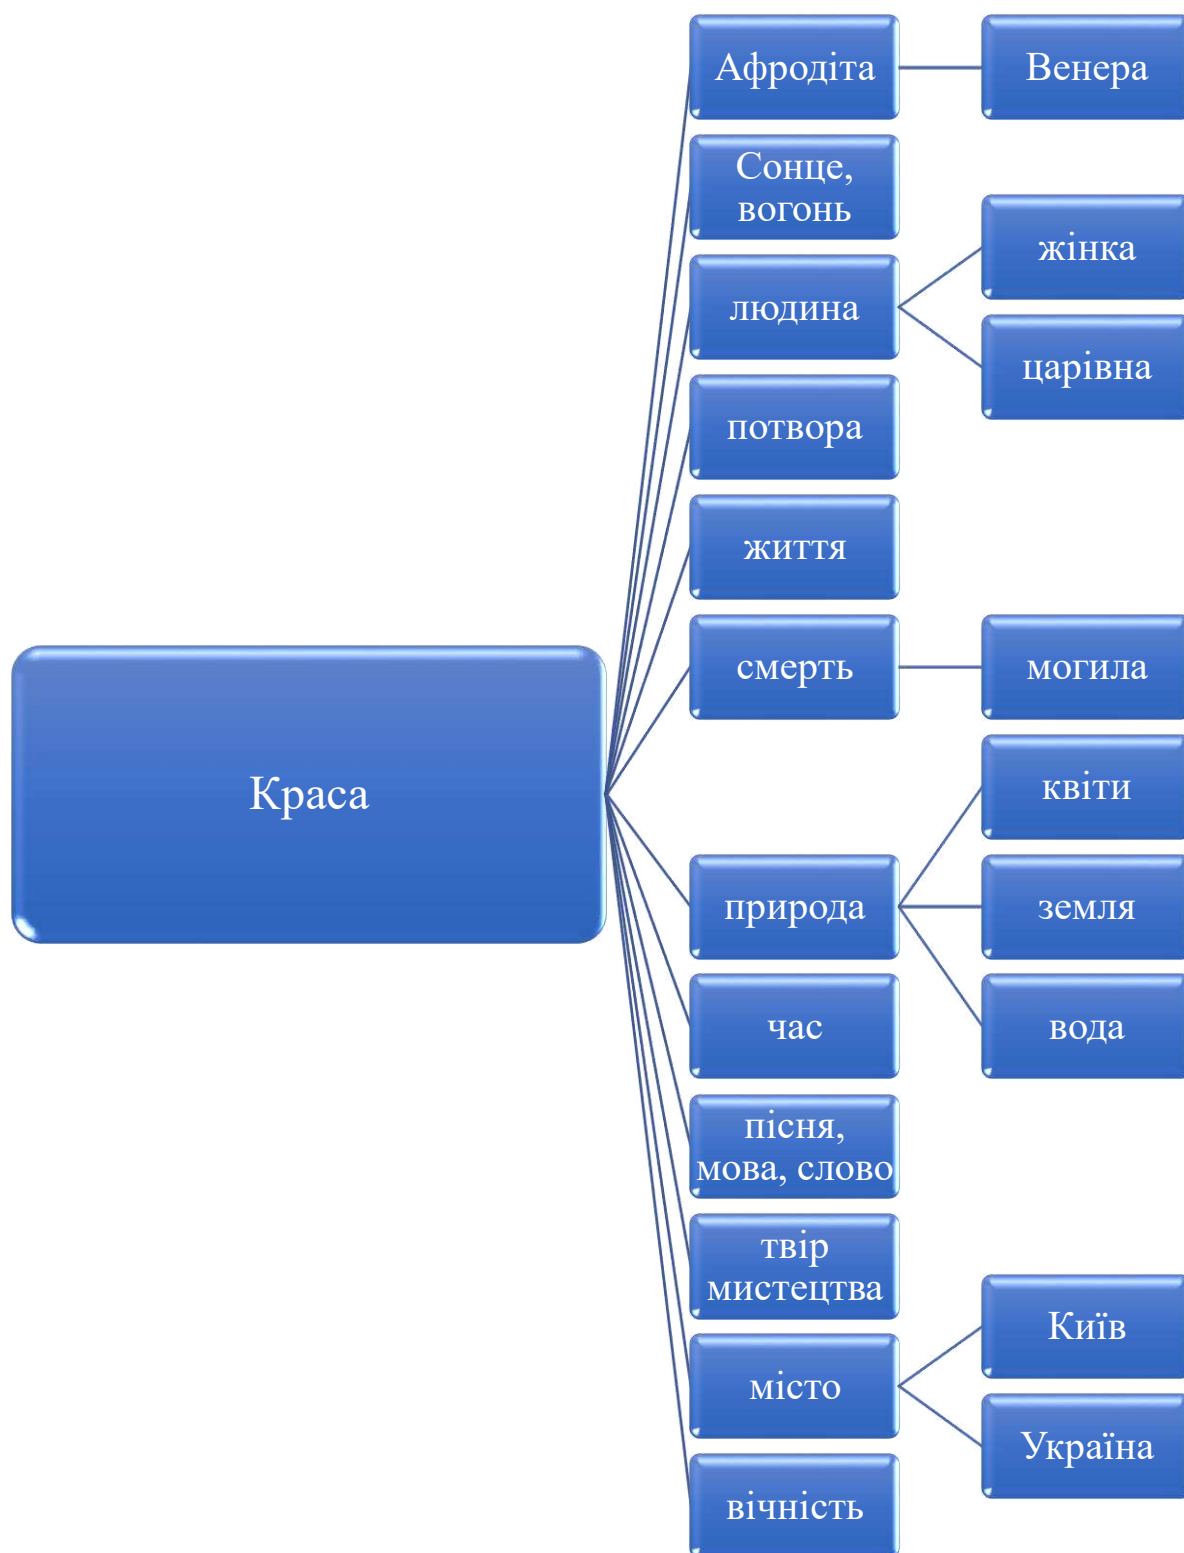 Краса
Афродіта
Венера
Сонце,
вогонь
людина
жінка
царівна
потвора
життя
смерть
могила
природа
квіти
земля
вода
час
пісня,
мова, слово
твір
мистецтва
місто
Київ
Україна
вічність